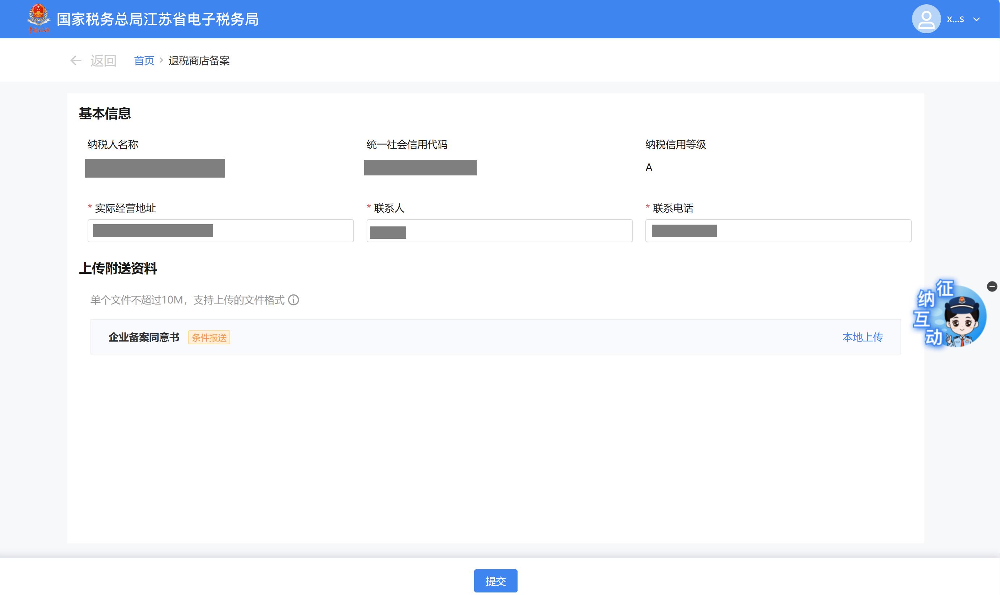 国家税务总局江苏省电子税务局
x...s
中国税务
返回 首页 > 退税商店备案
基本信息
纳税人名称 统一社会信用代码 纳税信用等级
A
* 实际经营地址 * 联系人 * 联系电话
上传附送资料
单个文件不超过10M，支持上传的文件格式
企业备案同意书 条件报送 本地上传
征纳互动
提交